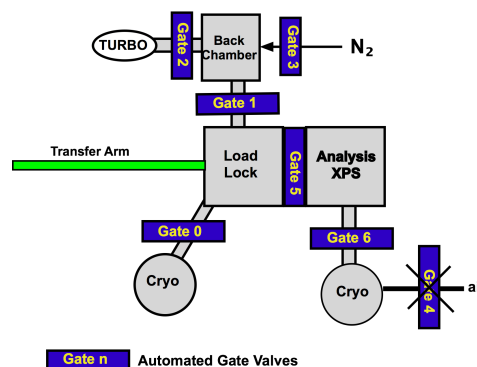 TURBO
Gate 2
Back
Chamber
Gate 3
N₂
Gate 1
Transfer Arm
Load
Lock
Gate 5
Analysis
XPS
Gate 0
Gate 6
Cryo
Cryo
Gate 4
a
Gate n
Automated Gate Valves